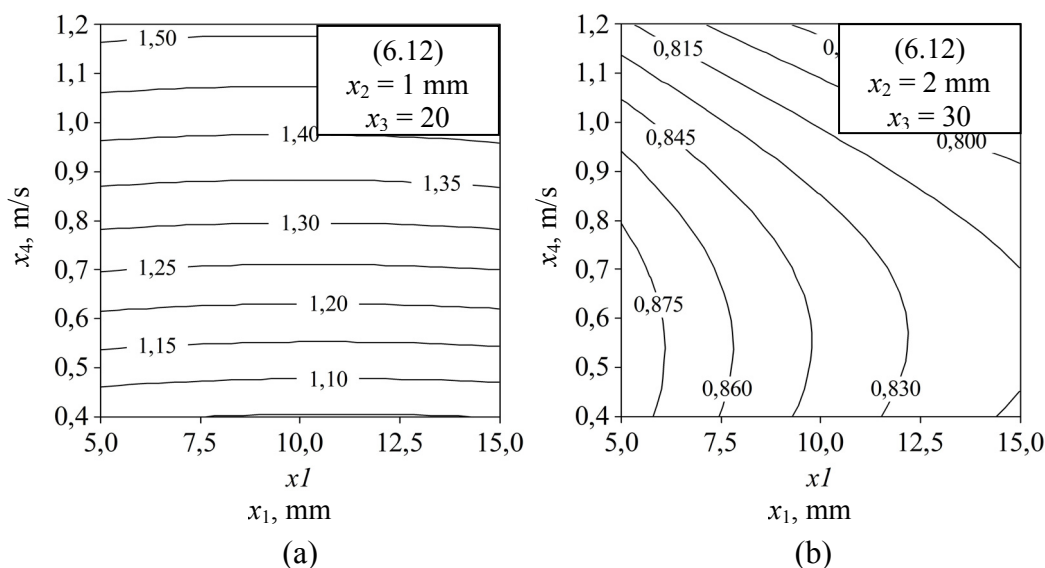 1,2
1,1
1,0
0,9
0,8
0,7
0,6
0,5
0,4
x4, m/s
1,50
1,40
1,35
1,30
1,25
1,20
1,15
1,10
(6.12)
x2 = 1 mm
x3 = 20
5,0 7,5 10,0 12,5 15,0
x1
x1, mm
(a)
1,2
1,1
1,0
0,9
0,8
0,7
0,6
0,5
0,4
x4, m/s
0,815
0,845
0,800
0,875
0,860
0,830
(6.12)
x2 = 2 mm
x3 = 30
5,0 7,5 10,0 12,5 15,0
x1
x1, mm
(b)